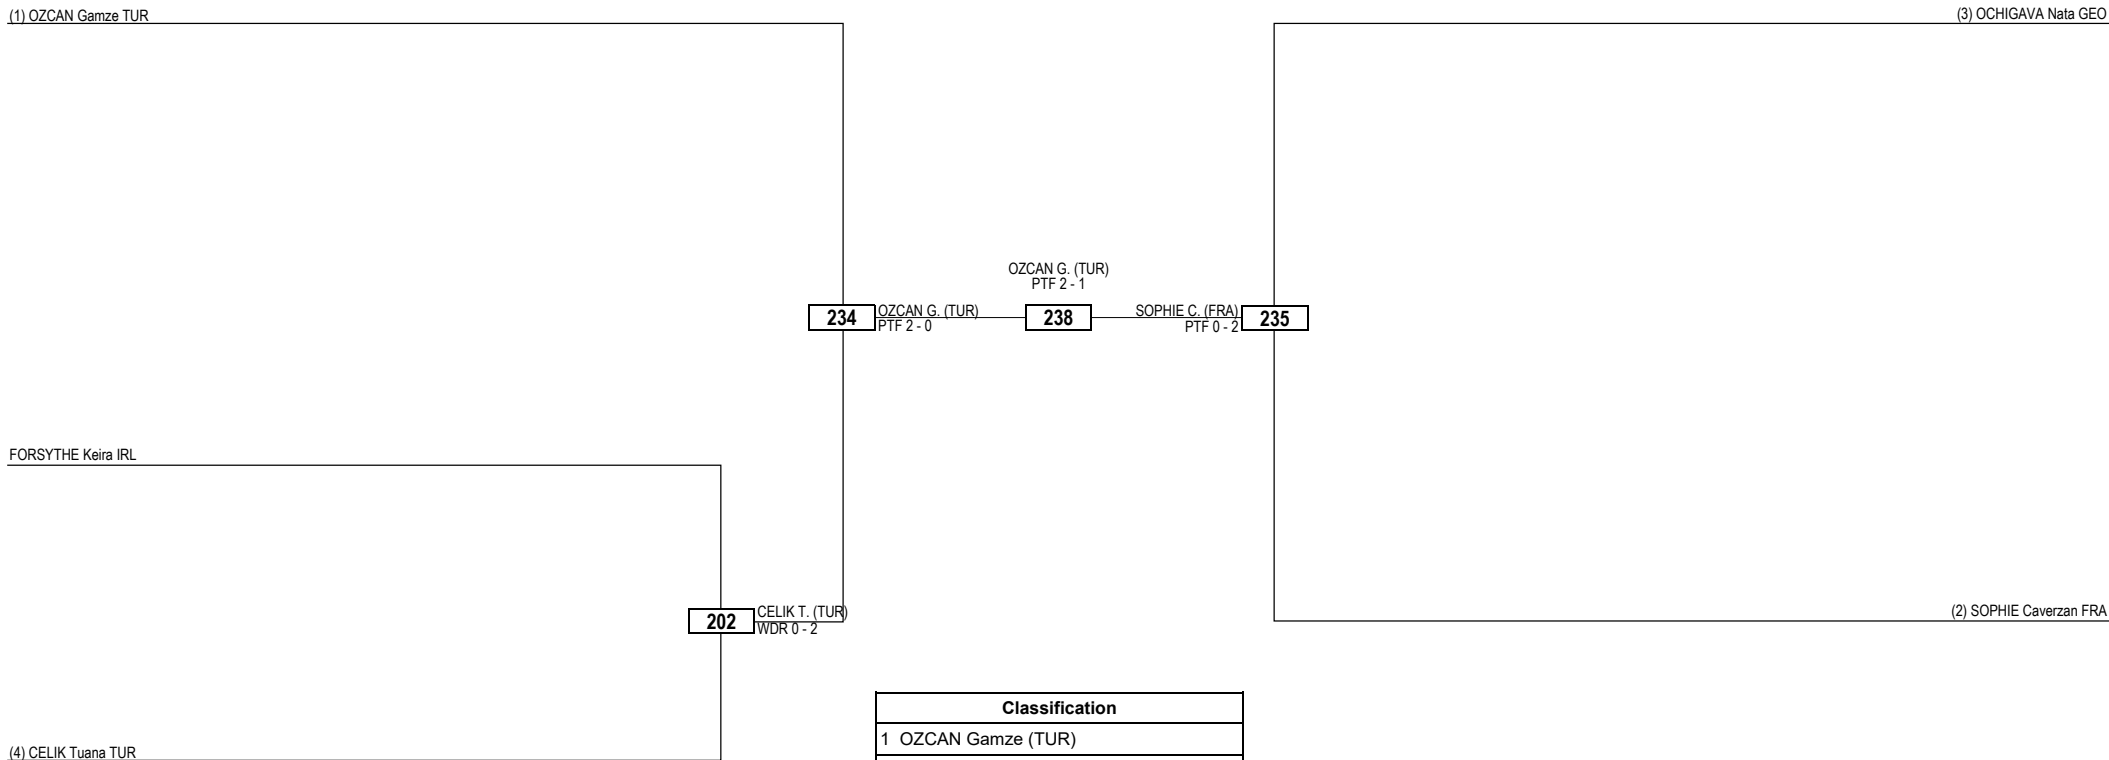 (1) OZCAN Gamze TUR
(3) OCHIGAVA Nata GEO
OZCAN G. (TUR)
PTF 2 - 1
234
OZCAN G. (TUR)
PTF 2 - 0
238
SOPHIE C. (FRA)
PTF 0 - 2
235
FORSYTHE Keira IRL
202
CELIK T. (TUR)
WDR 0 - 2
(2) SOPHIE Caverzan FRA
Classification
1 OZCAN Gamze (TUR)
(4) CELIK Tuana TUR